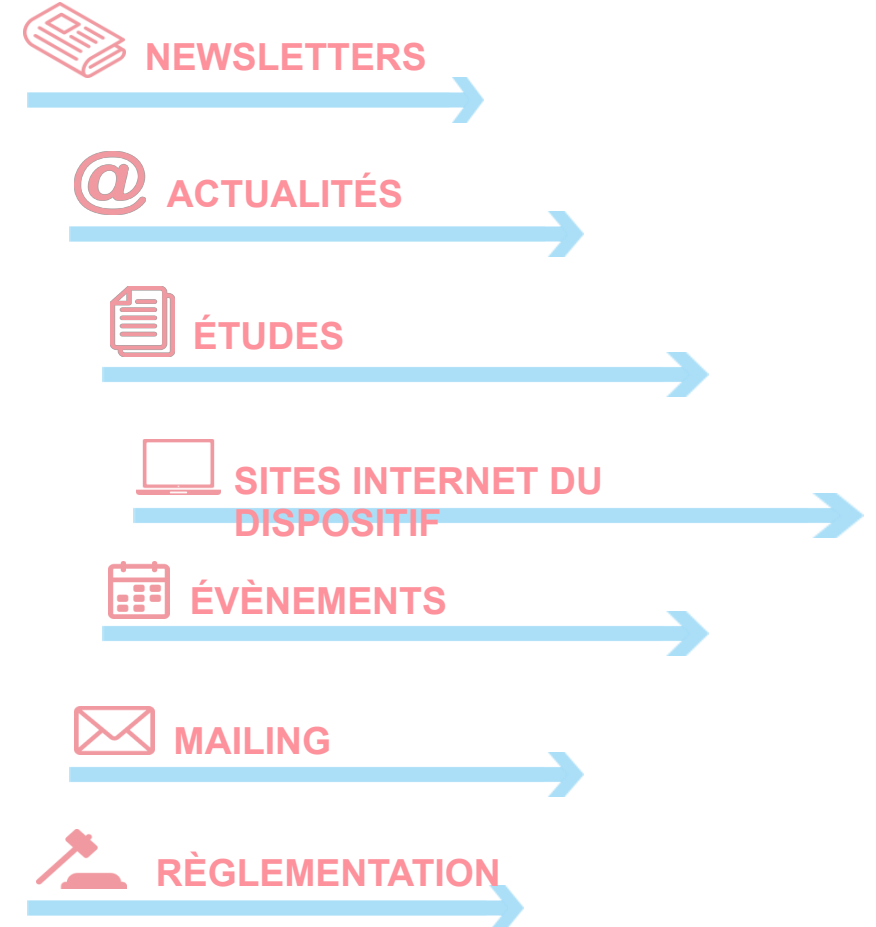 NEWSLETTERS
ACTUALITÉS
ÉTUDES
SITES INTERNET DU
DISPOSITIF
ÉVÈNEMENTS
MAILING
RÈGLEMENTATION